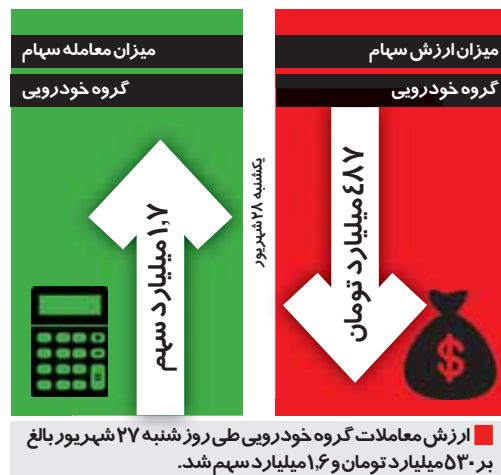 میزان ارزش سهام
گروه خودرویی
۴۸۷ میلیارد تومان
$
یکشنبه ۲۸ شهریور
میزان معامله سهام
گروه خودرویی
۱,۷ میلیارد سهم
ارزش معاملات گروه خودرویی طی روز شنبه ۲۷ شهریور بالغ
بر ۵۳۰ میلیارد تومان و ۱,۶ میلیارد سهم شد.